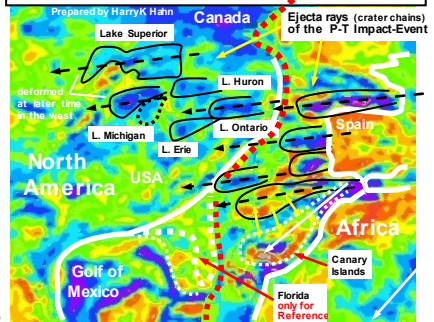 Prepared by HarryK Hahn
Canada
Ejecta rays (crater chains)
of the P-T Impact-Event
Lake Superior
deformed
at later time
in the west
L. Huron
L. Michigan
L. Ontario
L. Erie
Spain
North
America
USA
Africa
Golf of
Mexico
Canary
Islands
Florida
only for
Reference